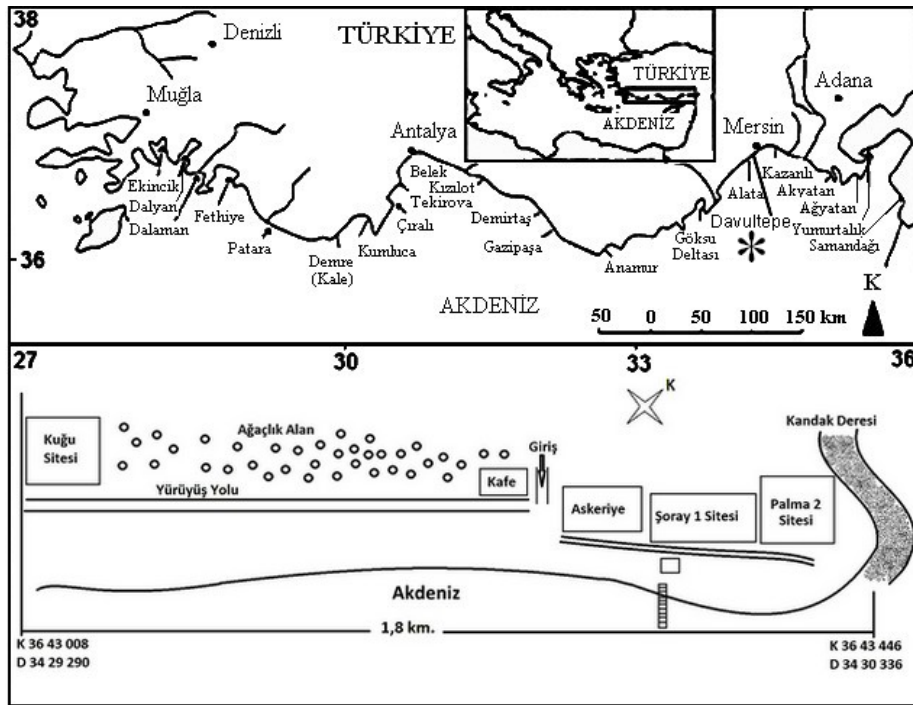 38
Denizli
TÜRKİYE
TÜRKİYE
AKDENİZ
Muğla
Adana
Antalya
Mersin
Ekincik
Dalyan
Dalaman
Fethiye
Patara
Demre
(Kale)
Kumluca
Çıralı
Belek
Kızılot
Tekirova
Demirtaş
Gazipaşa
Anamur
Göksu
Deltası
Alata
Davultepe
Kazanlı
Akyatan
Ağyatan
Yumurtalık
Samandağı
36
AKDENİZ
K
50 0 50 100 150 km
27 30 33 36
K
Kandak Deresi
Kuğu
Sitesi
Ağaçlık Alan
Giriş
Kafe
Yürüyüş Yolu
Askeriye
Şoray 1 Sitesi
Palma 2
Sitesi
Akdeniz
1,8 km.
K 36 43 008
D 34 29 290
K 36 43 446
D 34 30 336